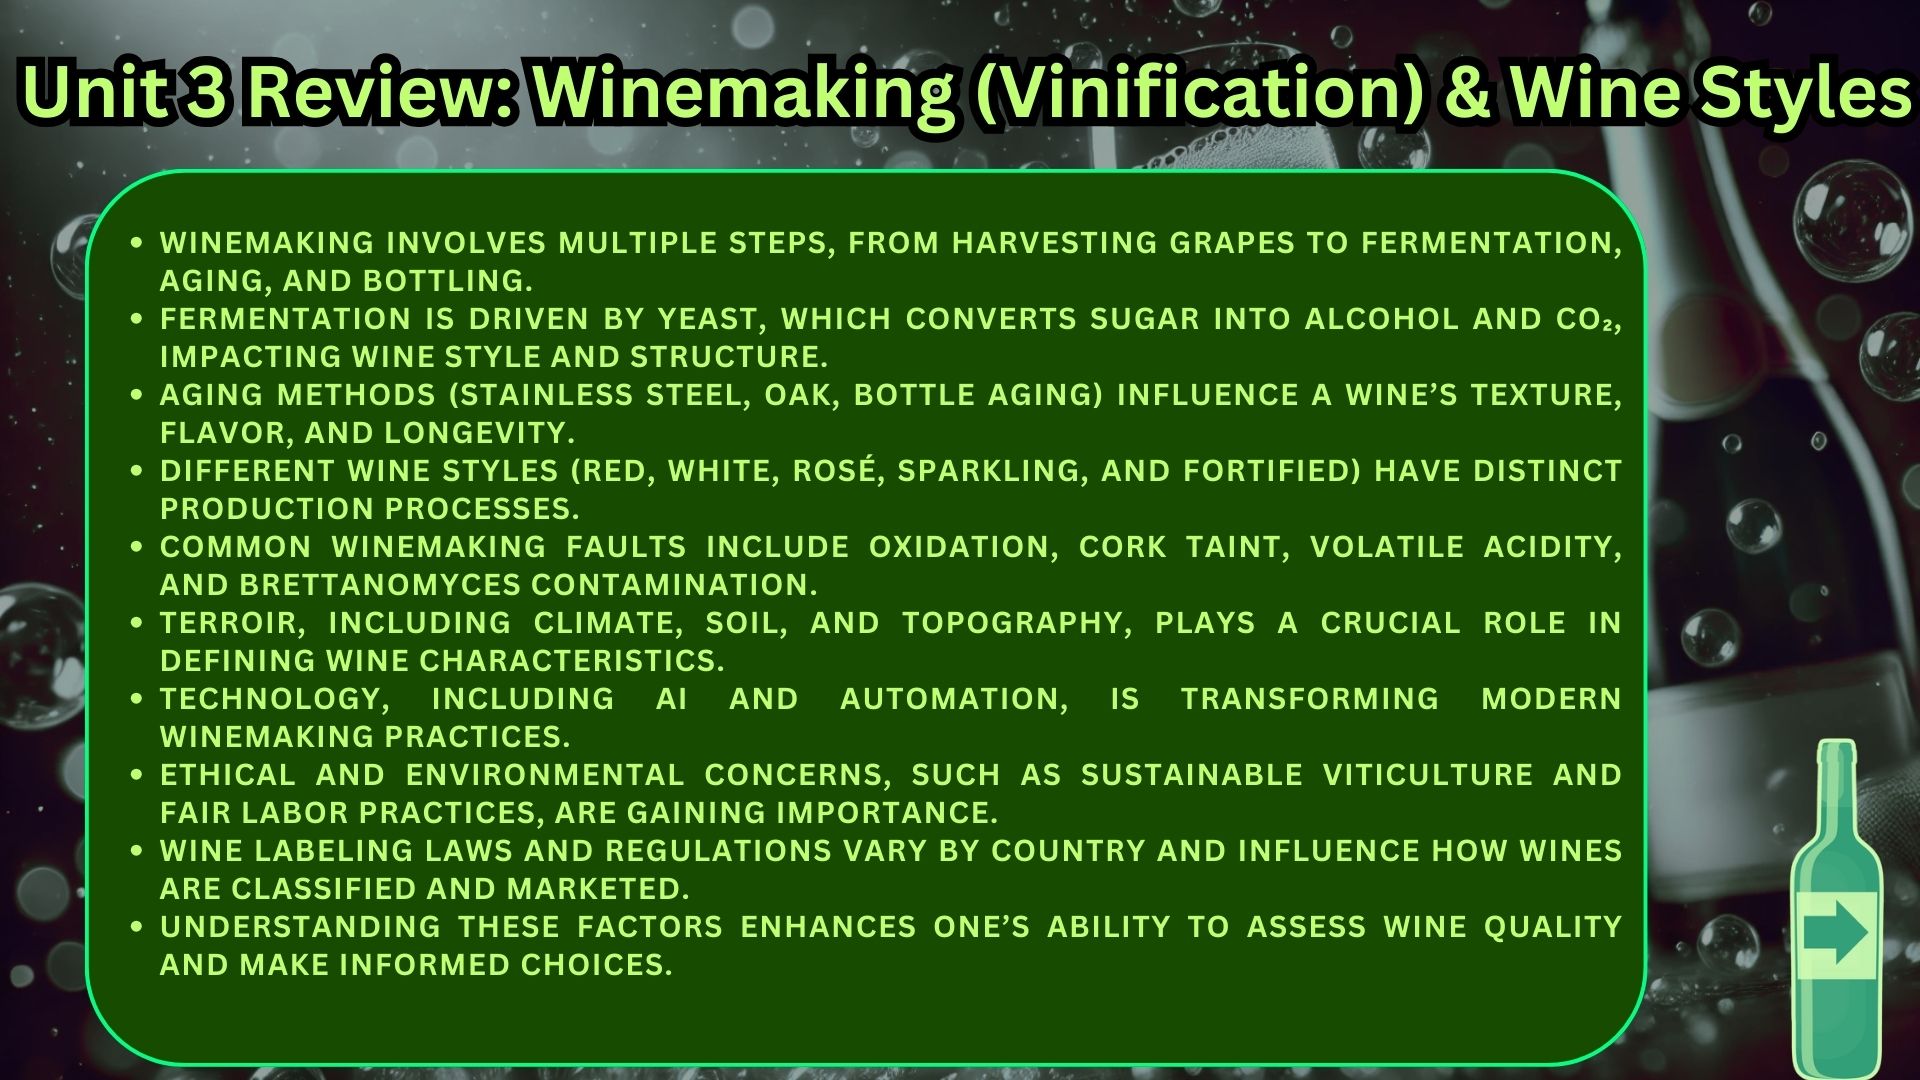 Unit 3 Review: Winemaking (Vinification) & Wine Styles
• WINEMAKING INVOLVES MULTIPLE STEPS, FROM HARVESTING GRAPES TO FERMENTATION,
AGING, AND BOTTLING.
• FERMENTATION IS DRIVEN BY YEAST, WHICH CONVERTS SUGAR INTO ALCOHOL AND CO₂,
IMPACTING WINE STYLE AND STRUCTURE.
• AGING METHODS (STAINLESS STEEL, OAK, BOTTLE AGING) INFLUENCE A WINE’S TEXTURE,
FLAVOR, AND LONGEVITY.
• DIFFERENT WINE STYLES (RED, WHITE, ROSÉ, SPARKLING, AND FORTIFIED) HAVE DISTINCT
PRODUCTION PROCESSES.
• COMMON WINEMAKING FAULTS INCLUDE OXIDATION, CORK TAINT, VOLATILE ACIDITY,
AND BRETTANOMYCES CONTAMINATION.
• TERROIR, INCLUDING CLIMATE, SOIL, AND TOPOGRAPHY, PLAYS A CRUCIAL ROLE IN
DEFINING WINE CHARACTERISTICS.
• TECHNOLOGY, INCLUDING AI AND AUTOMATION, IS TRANSFORMING MODERN
WINEMAKING PRACTICES.
• ETHICAL AND ENVIRONMENTAL CONCERNS, SUCH AS SUSTAINABLE VITICULTURE AND
FAIR LABOR PRACTICES, ARE GAINING IMPORTANCE.
• WINE LABELING LAWS AND REGULATIONS VARY BY COUNTRY AND INFLUENCE HOW WINES
ARE CLASSIFIED AND MARKETED.
• UNDERSTANDING THESE FACTORS ENHANCES ONE’S ABILITY TO ASSESS WINE QUALITY
AND MAKE INFORMED CHOICES.